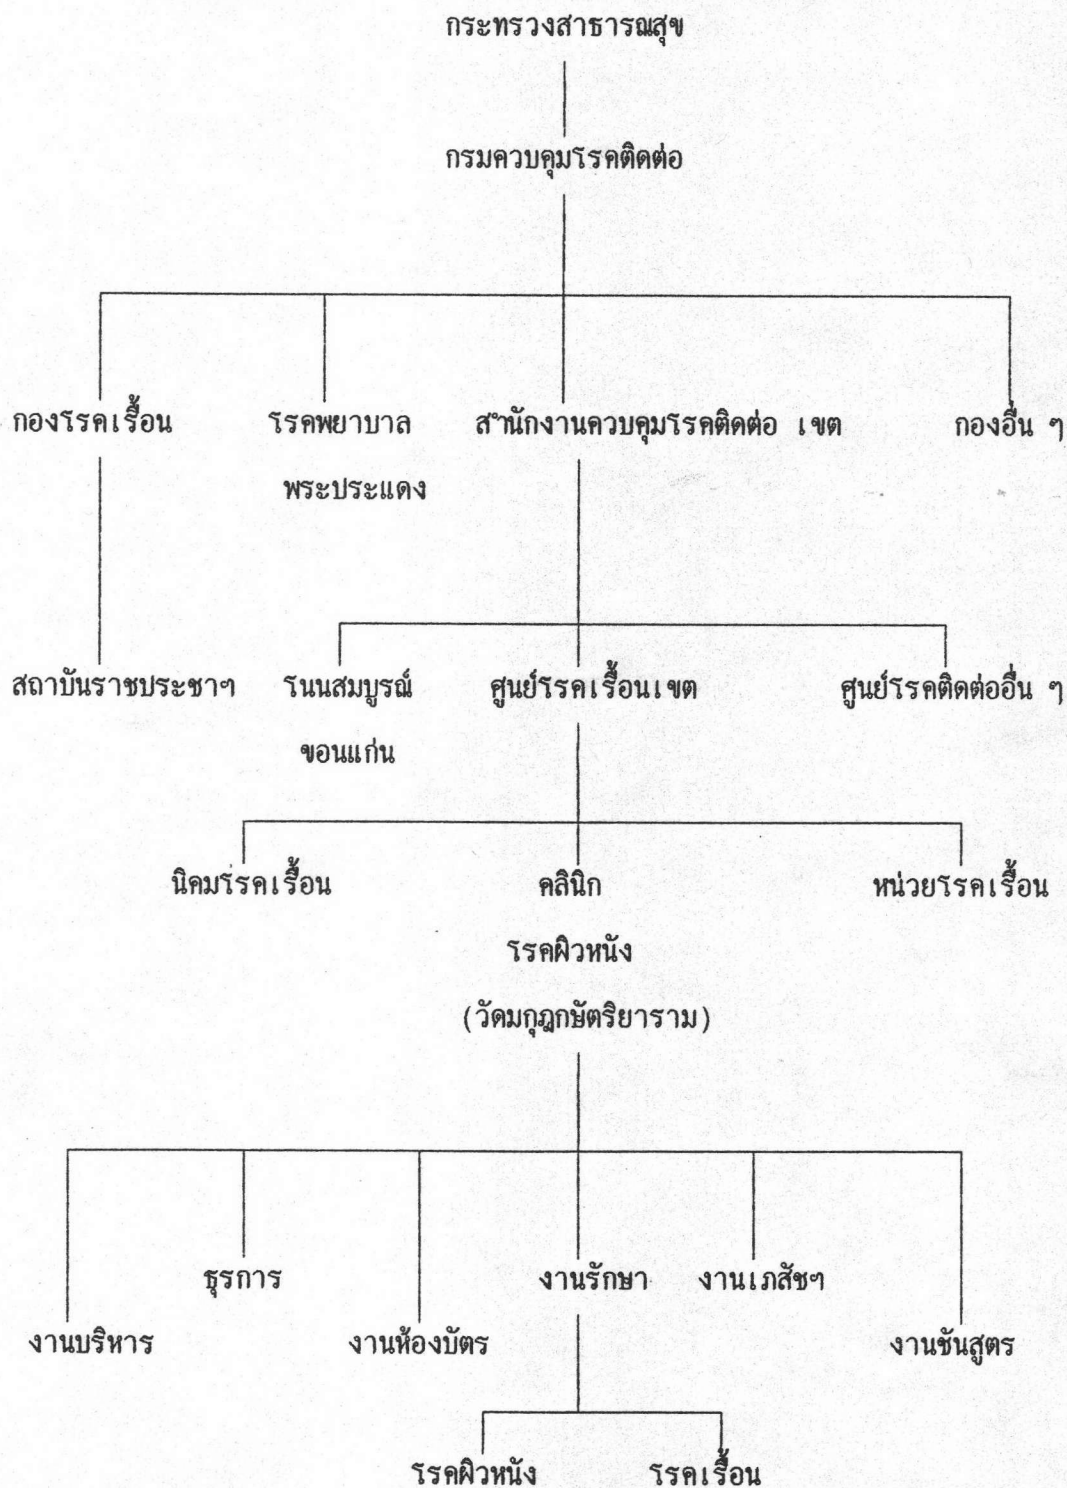 กระทรวงสาธารณสุข
กรมควบคุมโรคติดต่อ
กองโรคเรื้อน โรคพยาบาล สำนักงานควบคุมโรคติดต่อ เขต กองอื่น ๆ
พระประแดง
สถาบันราชประชาฯ โนนสมบูรณ์ ศูนย์โรคเรื้อนเขต ศูนย์โรคติดต่ออื่น ๆ
ขอนแก่น
นิคมโรคเรื้อน คลินิก หน่วยโรคเรื้อน
โรคผิวหนัง
(วัดมกุฎกษัตริยาราม)
ธุรการ งานรักษา งานเภสัชฯ
งานบริหาร งานห้องบัตร งานชันสูตร
โรคผิวหนัง โรคเรื้อน